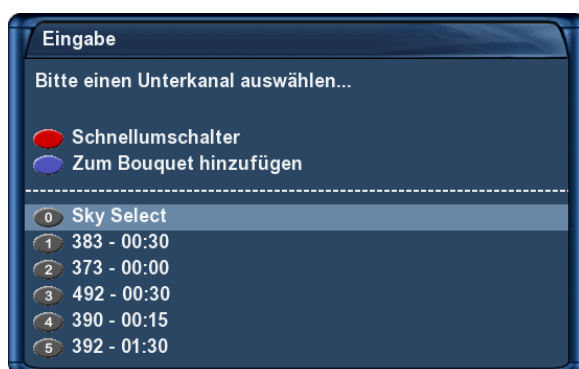 Eingabe
Bitte einen Unterkanal auswählen...
Schnellumschalter
Zum Bouquet hinzufügen
0 Sky Select
1 383 - 00:30
2 373 - 00:00
3 492 - 00:30
4 390 - 00:15
5 392 - 01:30